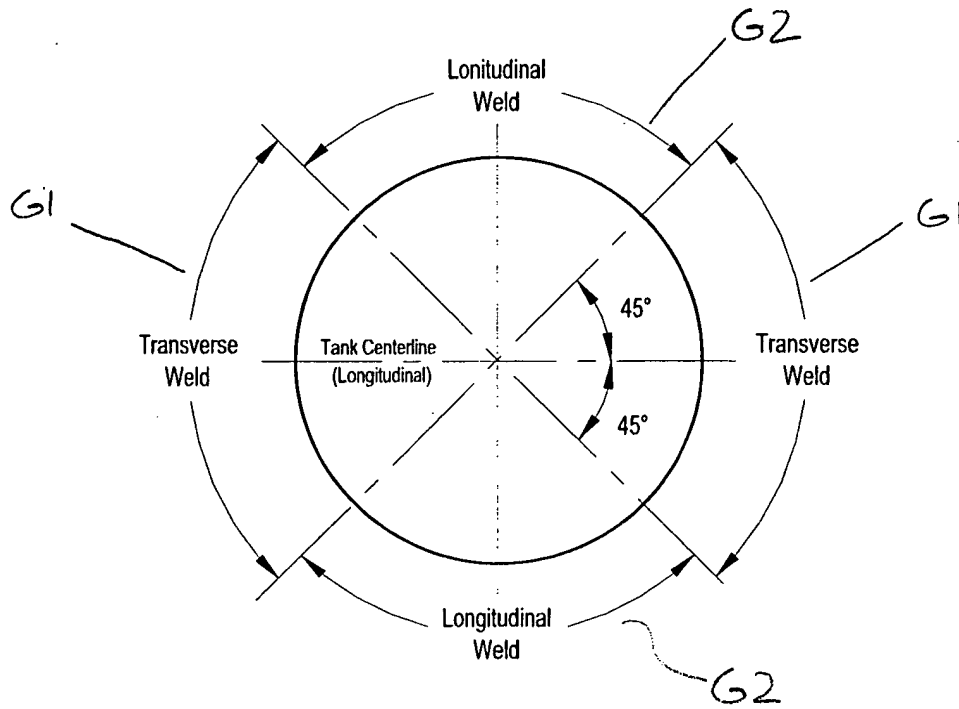 G2
Lonitudinal
Weld
G1
G1
45°
Transverse
Weld
Tank Centerline
(Longitudinal)
Transverse
Weld
45°
Longitudinal
Weld
G2